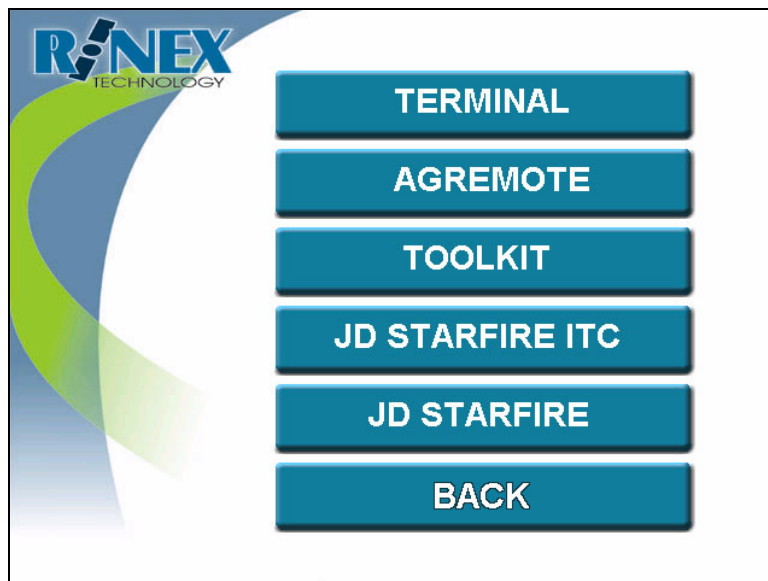 RINEX
TECHNOLOGY
TERMINAL
AGREMOTE
TOOLKIT
JD STARFIRE ITC
JD STARFIRE
BACK